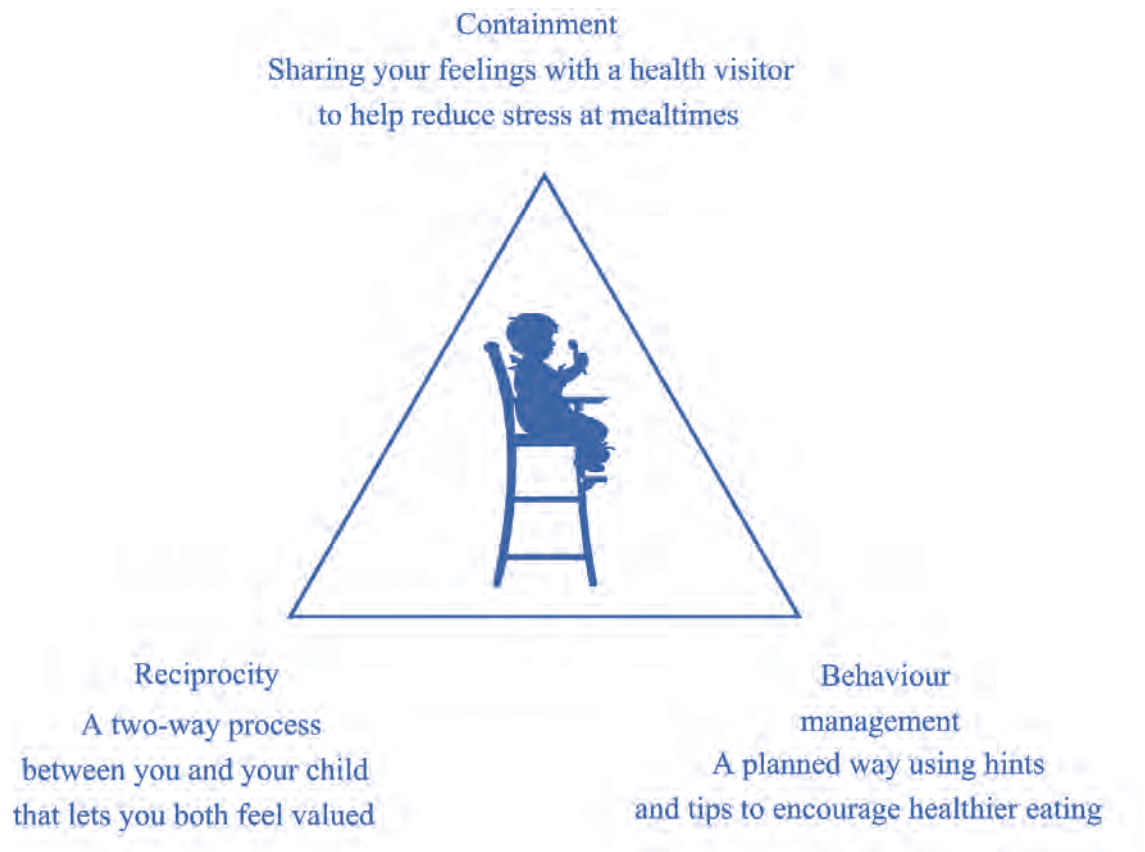 Containment
Sharing your feelings with a health visitor
to help reduce stress at mealtimes
Reciprocity
A two-way process
between you and your child
that lets you both feel valued
Behaviour
management
A planned way using hints
and tips to encourage healthier eating